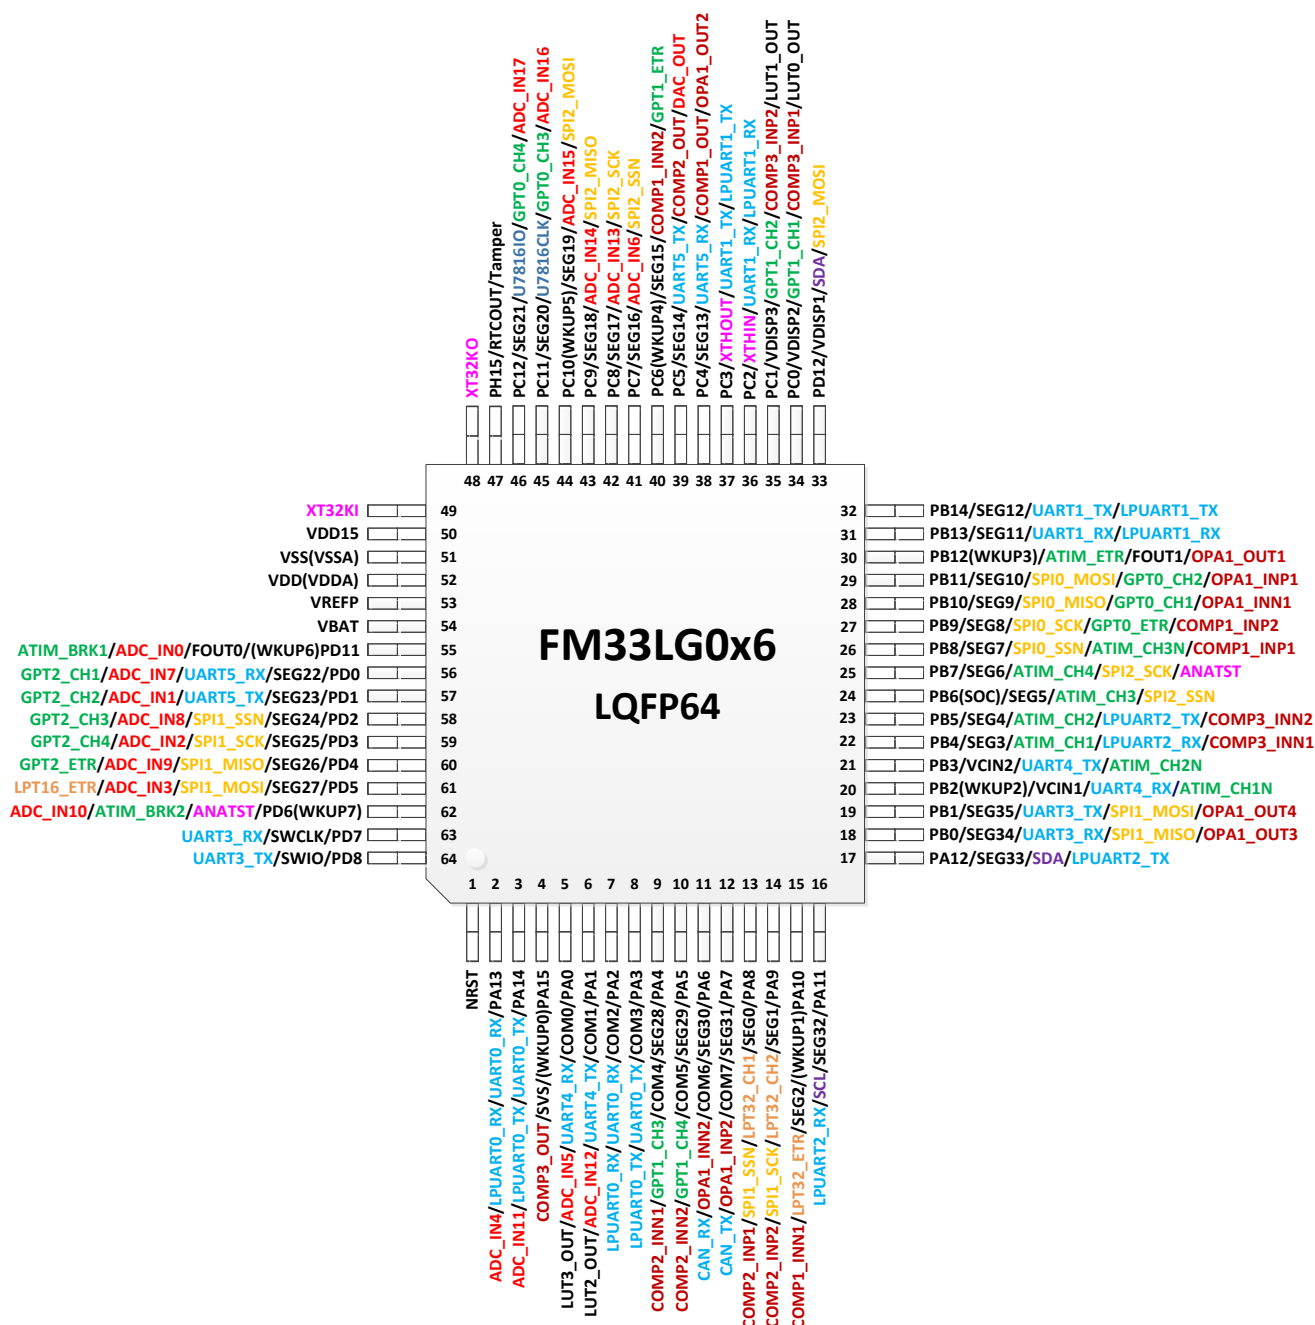 XT32KO
PH15/RTCOUT/Tamper
PC12/SEG21/U7816IO/GPT0_CH4/ADC_IN17
PC11/SEG20/U7816CLK/GPT0_CH3/ADC_IN16
PC10(WKUP5)/SEG19/ADC_IN15/SPI2_MOSI
PC9/SEG18/ADC_IN14/SPI2_MISO
PC8/SEG17/ADC_IN13/SPI2_SCK
PC7/SEG16/ADC_IN6/SPI2_SSN
PC6(WKUP4)/SEG15/COMP1_INN2/GPT1_ETR
PC5/SEG14/UART5_TX/COMP2_OUT/DAC_OUT
PC4/SEG13/UART5_RX/COMP1_OUT/OPA1_OUT2
PC3/XTHOUT/UART1_TX/LPUART1_TX
PC2/XTHIN/UART1_RX/LPUART1_RX
PC1/VDISP3/GPT1_CH2/COMP3_INP2/LUT1_OUT
PC0/VDISP2/GPT1_CH1/COMP3_INP1/LUT0_OUT
PD12/VDISP1/SDA/SPI2_MOSI
48 47 46 45 44 43 42 41 40 39 38 37 36 35 34 33
XT32KI 49
VDD15 50
VSS(VSSA) 51
VDD(VDDA) 52
VREFP 53
VBAT 54
ATIM_BRK1/ADC_IN0/FOUT0/(WKUP6)PD11 55
GPT2_CH1/ADC_IN7/UART5_RX/SEG22/PD0 56
GPT2_CH2/ADC_IN1/UART5_TX/SEG23/PD1 57
GPT2_CH3/ADC_IN8/SPI1_SSN/SEG24/PD2 58
GPT2_CH4/ADC_IN2/SPI1_SCK/SEG25/PD3 59
GPT2_ETR/ADC_IN9/SPI1_MISO/SEG26/PD4 60
LPT16_ETR/ADC_IN3/SPI1_MOSI/SEG27/PD5 61
ADC_IN10/ATIM_BRK2/ANATST/PD6(WKUP7) 62
UART3_RX/SWCLK/PD7 63
UART3_TX/SWIO/PD8 64
FM33LG0x6
LQFP64
32 PB14/SEG12/UART1_TX/LPUART1_TX
31 PB13/SEG11/UART1_RX/LPUART1_RX
30 PB12(WKUP3)/ATIM_ETR/FOUT1/OPA1_OUT1
29 PB11/SEG10/SPI0_MOSI/GPT0_CH2/OPA1_INP1
28 PB10/SEG9/SPI0_MISO/GPT0_CH1/OPA1_INN1
27 PB9/SEG8/SPI0_SCK/GPT0_ETR/COMP1_INP2
26 PB8/SEG7/SPI0_SSN/ATIM_CH3N/COMP1_INP1
25 PB7/SEG6/ATIM_CH4/SPI2_SCK/ANATST
24 PB6(SOC)/SEG5/ATIM_CH3/SPI2_SSN
23 PB5/SEG4/ATIM_CH2/LPUART2_TX/COMP3_INN2
22 PB4/SEG3/ATIM_CH1/LPUART2_RX/COMP3_INN1
21 PB3/VCIN2/UART4_TX/ATIM_CH2N
20 PB2(WKUP2)/VCIN1/UART4_RX/ATIM_CH1N
19 PB1/SEG35/UART3_TX/SPI1_MOSI/OPA1_OUT4
18 PB0/SEG34/UART3_RX/SPI1_MISO/OPA1_OUT3
17 PA12/SEG33/SDA/LPUART2_TX
1 2 3 4 5 6 7 8 9 10 11 12 13 14 15 16
NRST
ADC_IN4/LPUART0_RX/UART0_RX/PA13
ADC_IN11/LPUART0_TX/UART0_TX/PA14
COMP3_OUT/SVS/(WKUP0)PA15
LUT3_OUT/ADC_IN5/UART4_RX/COM0/PA0
LUT2_OUT/ADC_IN12/UART4_TX/COM1/PA1
LPUART0_RX/UART0_RX/COM2/PA2
LPUART0_TX/UART0_TX/COM3/PA3
COMP2_INN1/GPT1_CH3/COM4/SEG28/PA4
COMP2_INN2/GPT1_CH4/COM5/SEG29/PA5
CAN_RX/OPA1_INN2/COM6/SEG30/PA6
CAN_TX/OPA1_INP2/COM7/SEG31/PA7
COMP2_INP1/SPI1_SSN/LPT32_CH1/SEG0/PA8
COMP2_INP2/SPI1_SCK/LPT32_CH2/SEG1/PA9
COMP1_INN1/LPT32_ETR/SEG2/(WKUP1)PA10
LPUART2_RX/SCL/SEG32/PA11